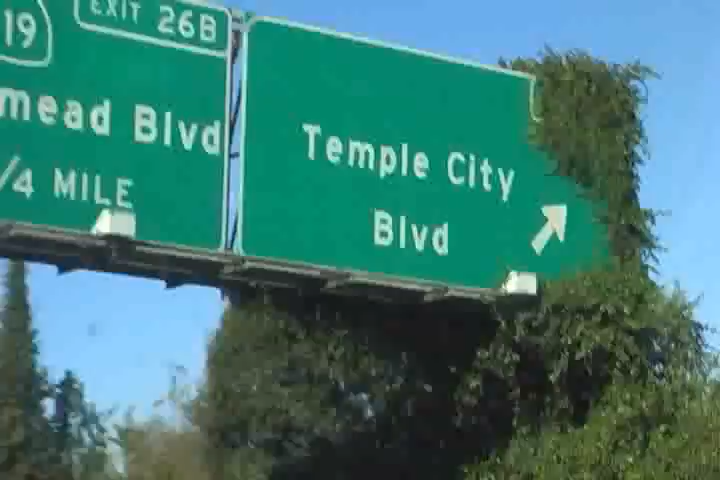 19
EXIT 26B
mead Blvd
/4 MILE
Temple City
Blvd